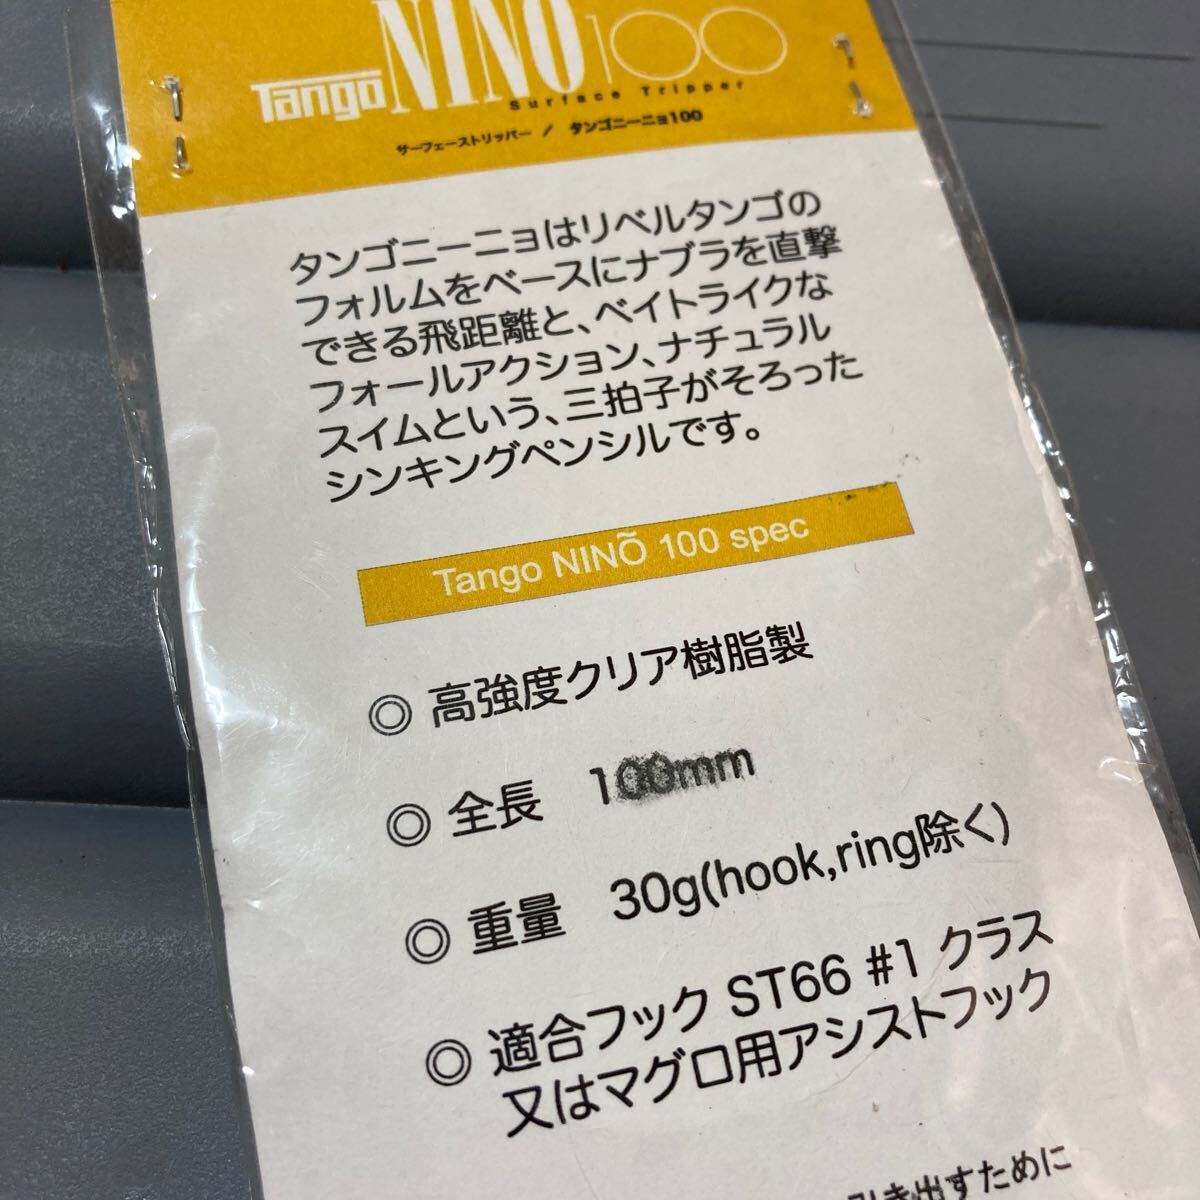 Tango NINO 100
Surface Tripper
サーフェーストリッパー / タンゴニーニョ100
タンゴニーニョはリベルタンゴの
フォルムをベースにナブラを直撃
できる飛距離と、ベイトライクな
フォールアクション、ナチュラル
スイムという、三拍子がそろった
シンキングペンシルです。
Tango NINÕ 100 spec
◎ 高強度クリア樹脂製
◎ 全長 100mm
◎ 重量 30g(hook,ring除く)
◎ 適合フック ST66 #1 クラス
又はマグロ用アシストフック
引き出すために